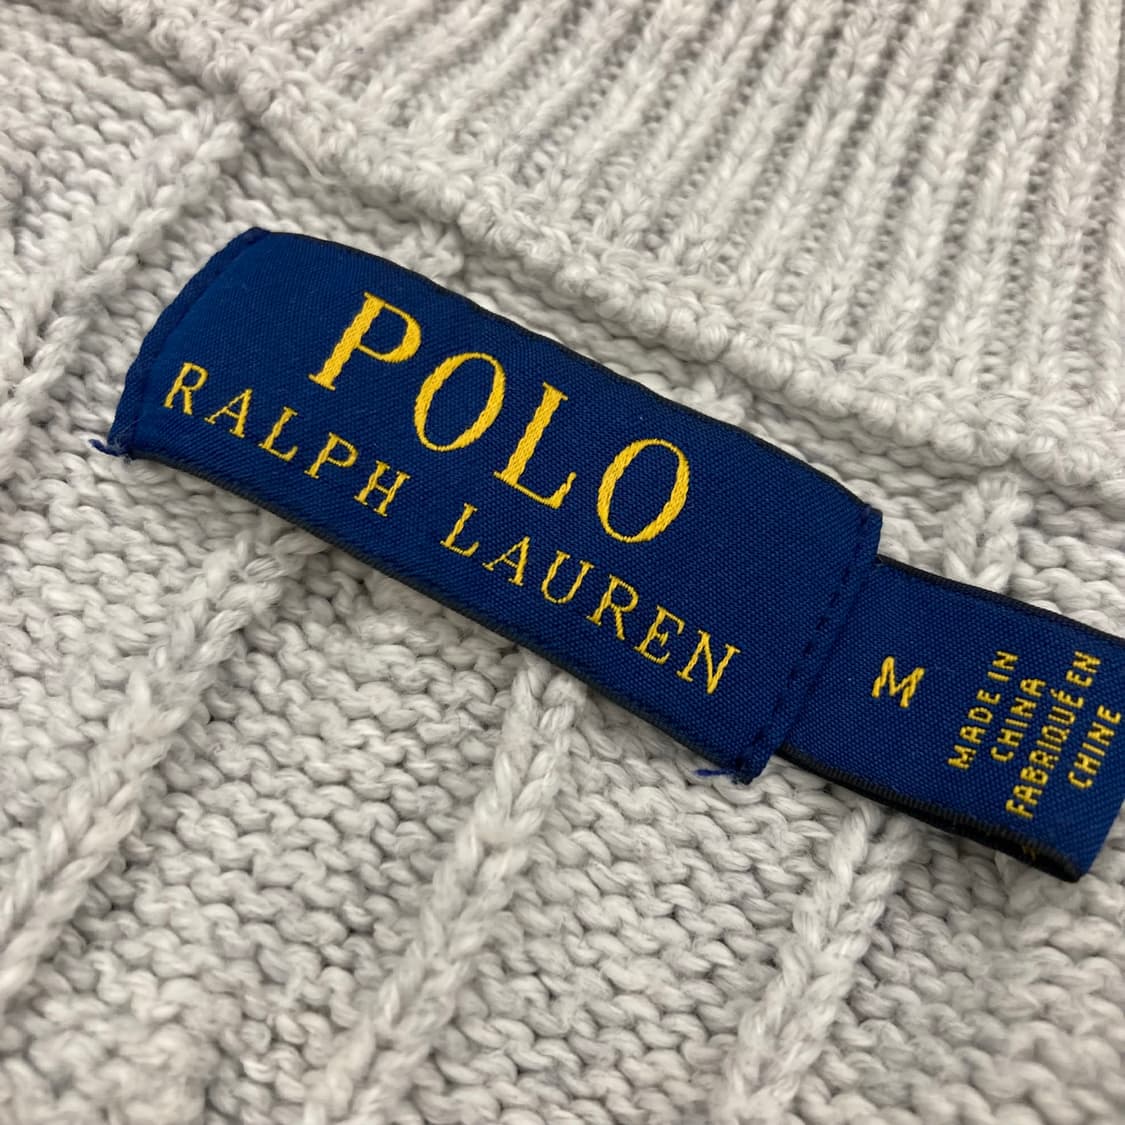 POLO
RALPH LAUREN
M
MADE IN
CHINA
FABRIQUÉ EN
CHINE